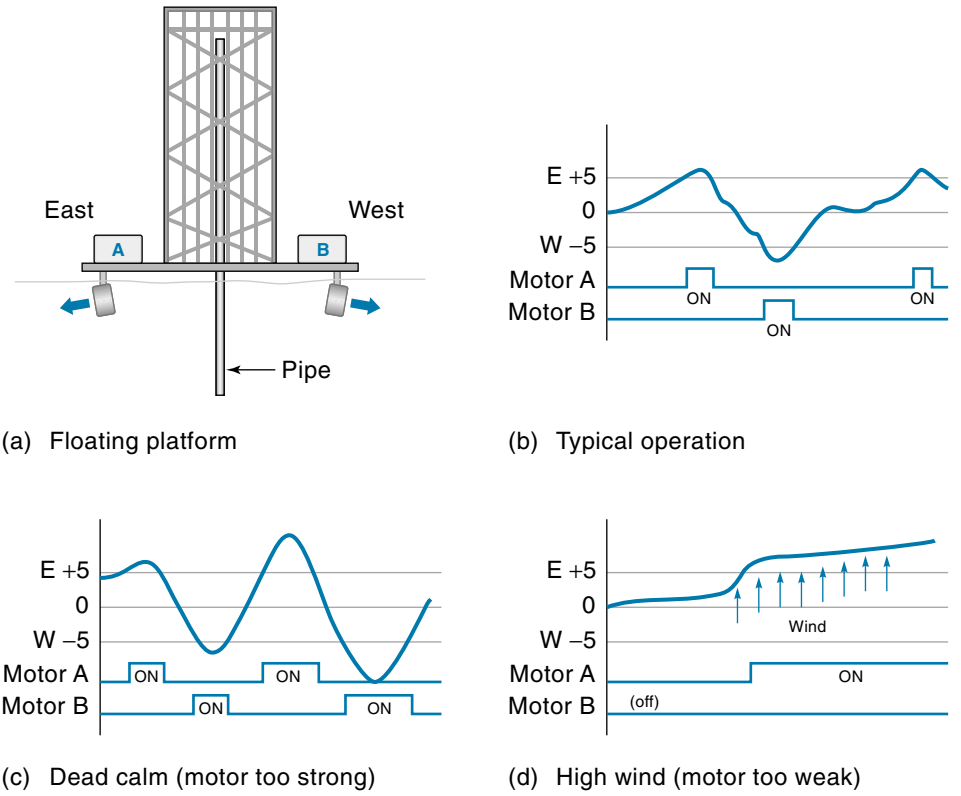 East
West
A
B
Pipe
(a) Floating platform
E +5
0
W –5
Motor A
ON
ON
Motor B
ON
(b) Typical operation
E +5
0
W –5
Motor A
ON
ON
Motor B
ON
ON
(c) Dead calm (motor too strong)
E +5
0
W –5
Wind
Motor A
ON
Motor B
(off)
(d) High wind (motor too weak)